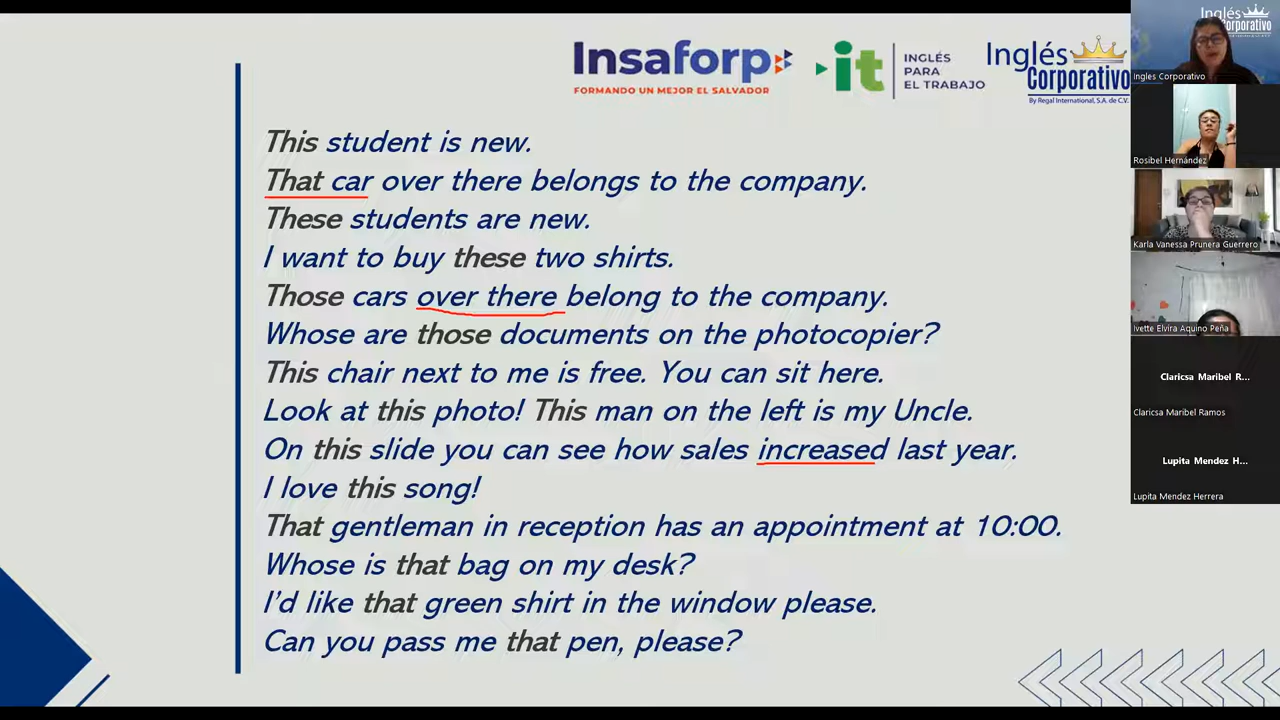 Insaforp
FORMANDO UN MEJOR EL SALVADOR
it
INGLÉS
PARA
EL TRABAJO
Inglés
Corporativo
By Regal International, S.A. de C.V.
This student is new.
That car over there belongs to the company.
These students are new.
I want to buy these two shirts.
Those cars over there belong to the company.
Whose are those documents on the photocopier?
This chair next to me is free. You can sit here.
Look at this photo! This man on the left is my Uncle.
On this slide you can see how sales increased last year.
I love this song!
That gentleman in reception has an appointment at 10:00.
Whose is that bag on my desk?
I'd like that green shirt in the window please.
Can you pass me that pen, please?
Inglés
Corporativo
Ingles Corporativo
Rosibel Hernández
Karla Vanessa Prunera Guerrero
Ivette Elvira Aquino Peña
Claricsa Maribel R...
Claricsa Maribel Ramos
Lupita Mendez H...
Lupita Mendez Herrera